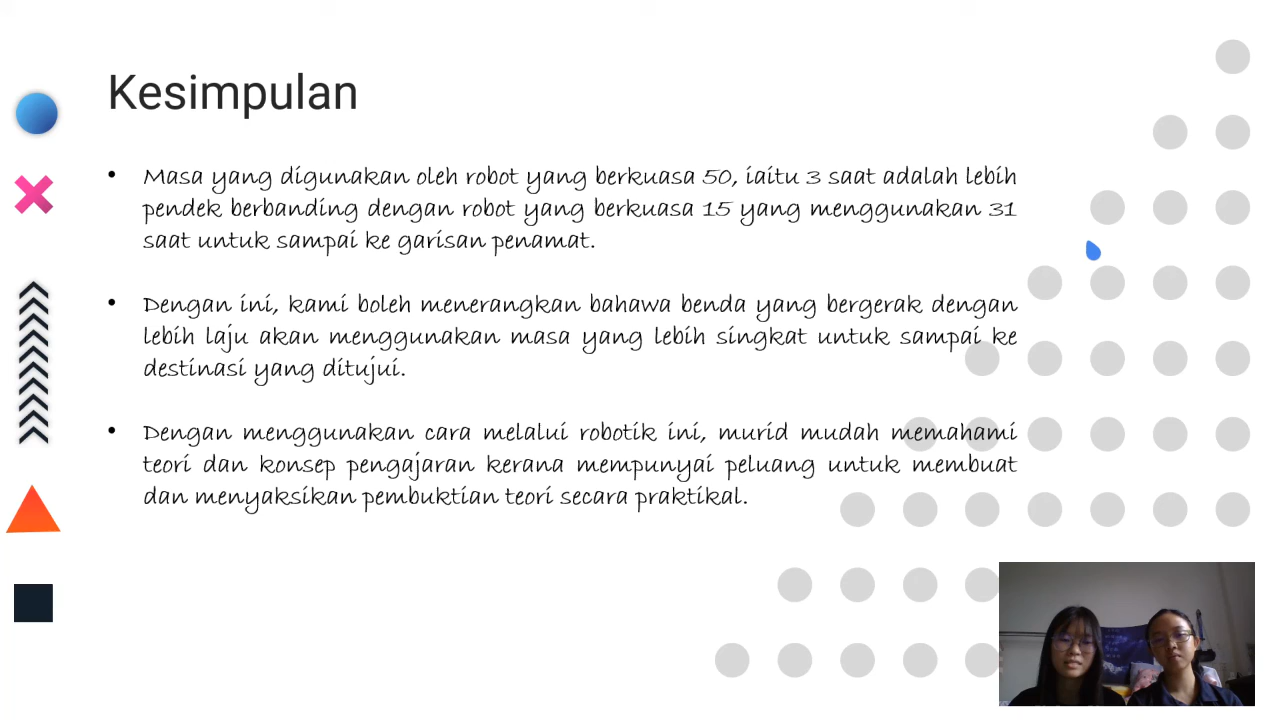 Kesimpulan
• Masa yang digunakan oleh robot yang berkuasa 50, iaitu 3 saat adalah lebih
pendek berbanding dengan robot yang berkuasa 15 yang menggunakan 31
saat untuk sampai ke garisan penamat.
• Dengan ini, kami boleh menerangkan bahawa benda yang bergerak dengan
lebih laju akan menggunakan masa yang lebih singkat untuk sampai ke
destinasi yang ditujui.
• Dengan menggunakan cara melalui robotik ini, murid mudah memahami
teori dan konsep pengajaran kerana mempunyai peluang untuk membuat
dan menyaksikan pembuktian teori secara praktikal.